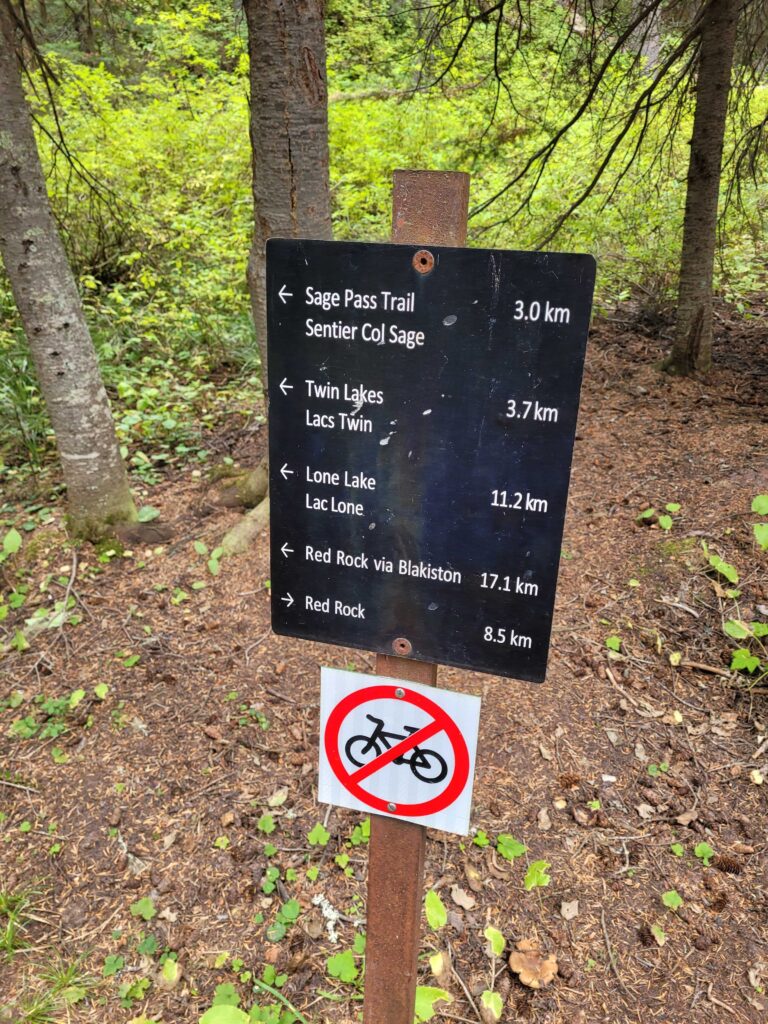 ← Sage Pass Trail 3.0 km
Sentier Col Sage
← Twin Lakes 3.7 km
Lacs Twin
← Lone Lake 11.2 km
Lac Lone
← Red Rock via Blakiston 17.1 km
→ Red Rock 8.5 km